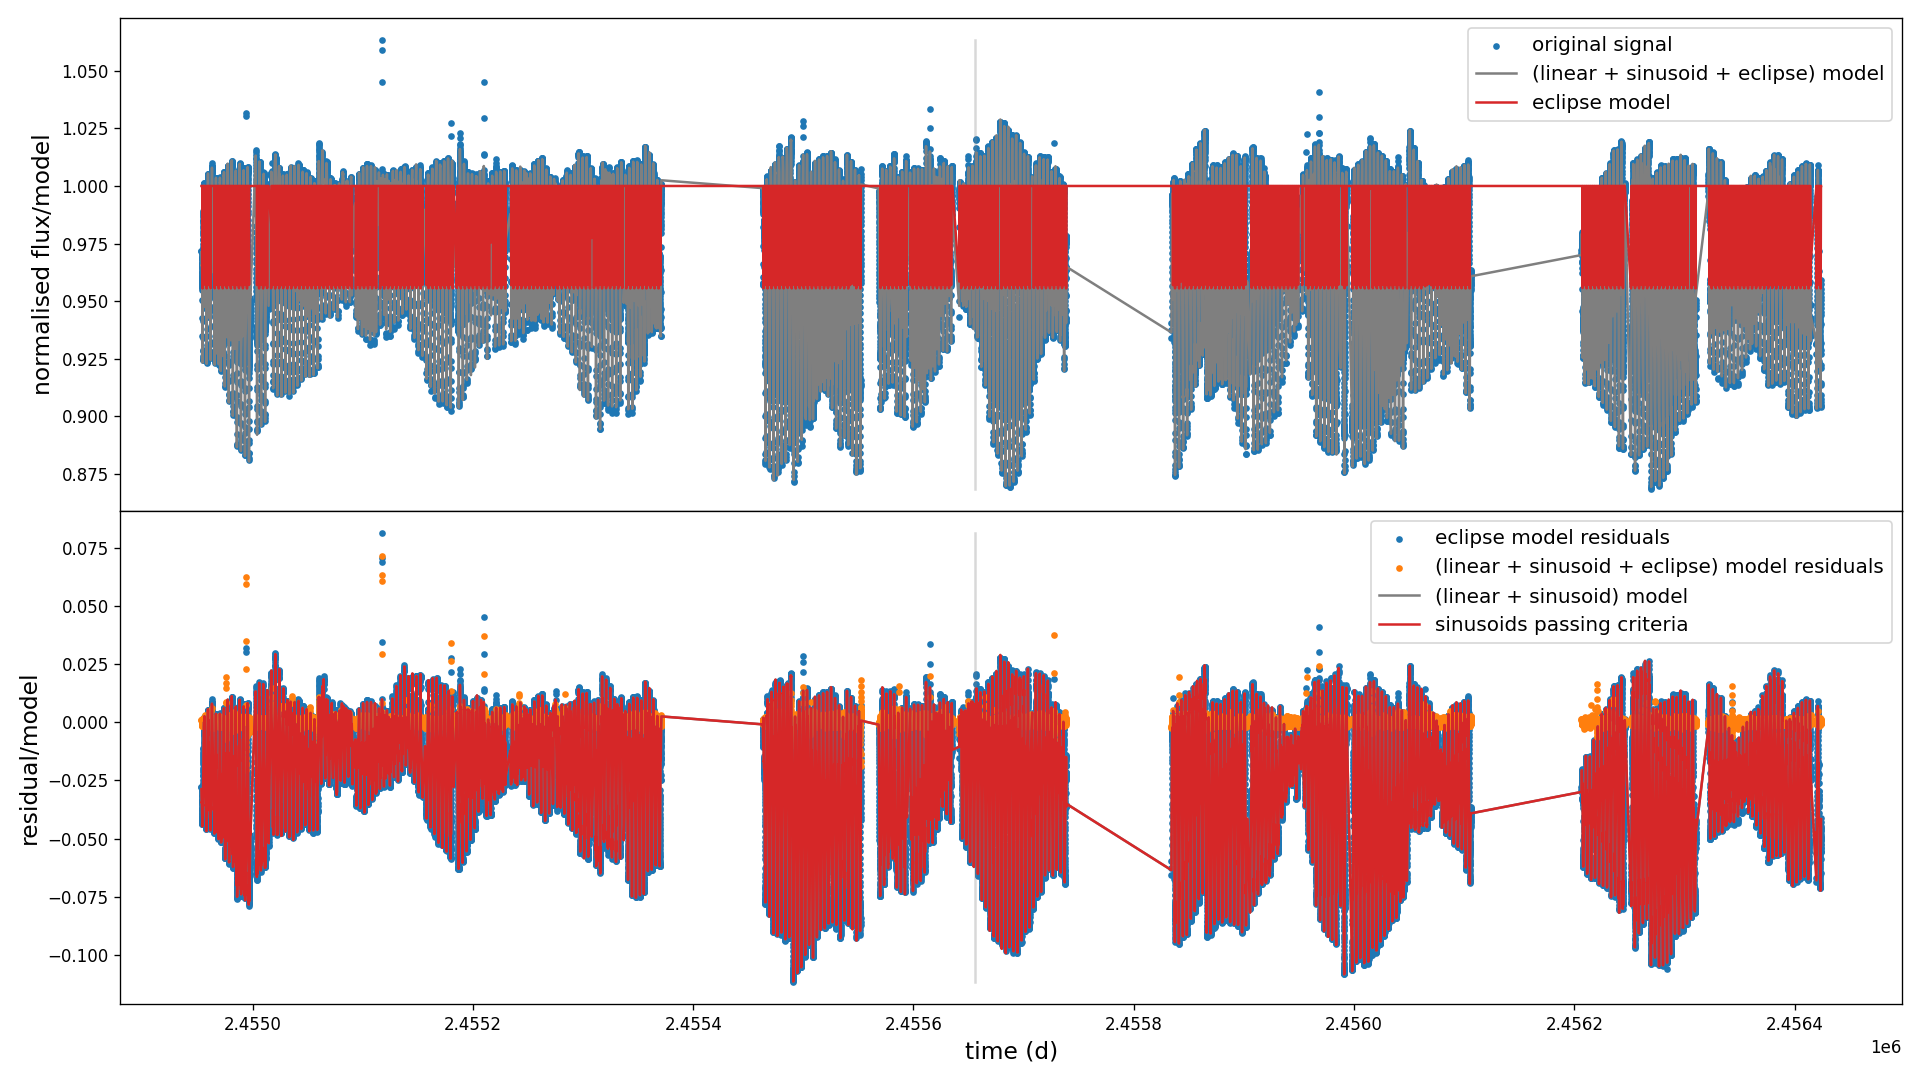 original signal
(linear + sinusoid + eclipse) model
eclipse model
normalised flux/model
1.050
1.025
1.000
0.975
0.950
0.925
0.900
0.875
eclipse model residuals
(linear + sinusoid + eclipse) model residuals
(linear + sinusoid) model
sinusoids passing criteria
residual/model
0.075
0.050
0.025
0.000
−0.025
−0.050
−0.075
−0.100
2.4550 2.4552 2.4554 2.4556 2.4558 2.4560 2.4562 2.4564
1e6
time (d)